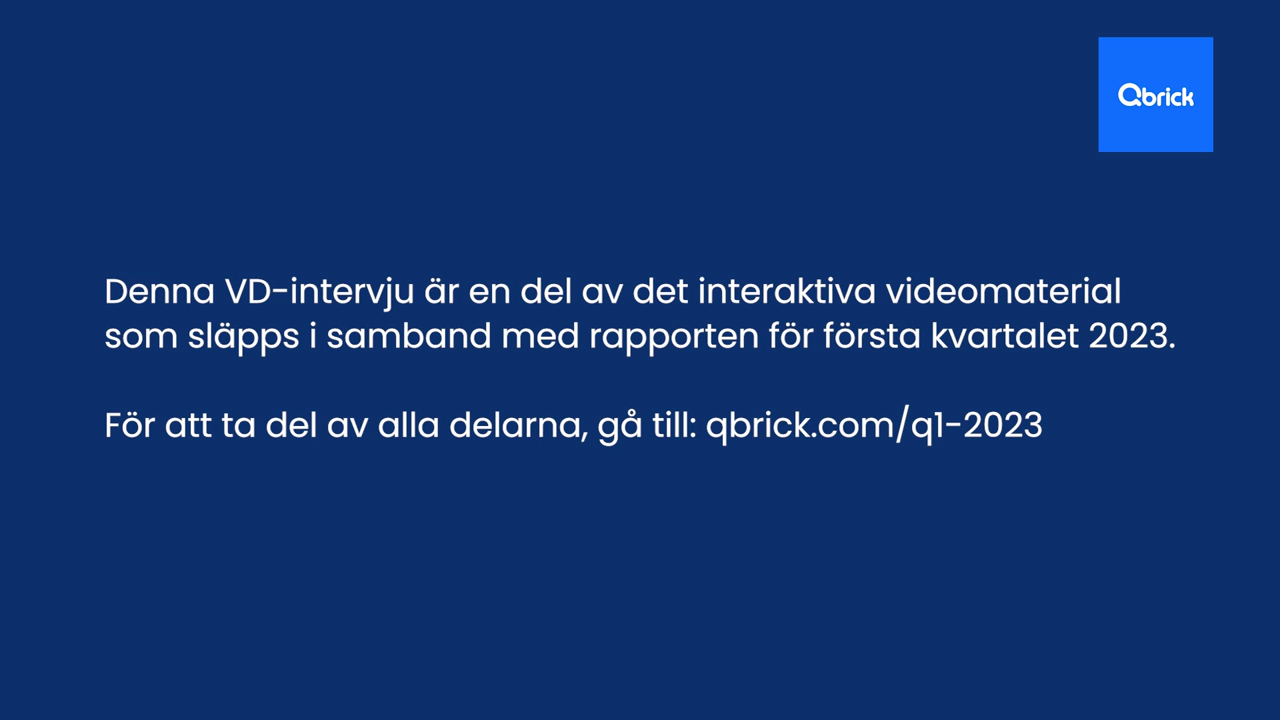 Qbrick
Denna VD-intervju är en del av det interaktiva videomaterial
som släpps i samband med rapporten för första kvartalet 2023.
För att ta del av alla delarna, gå till: qbrick.com/q1-2023